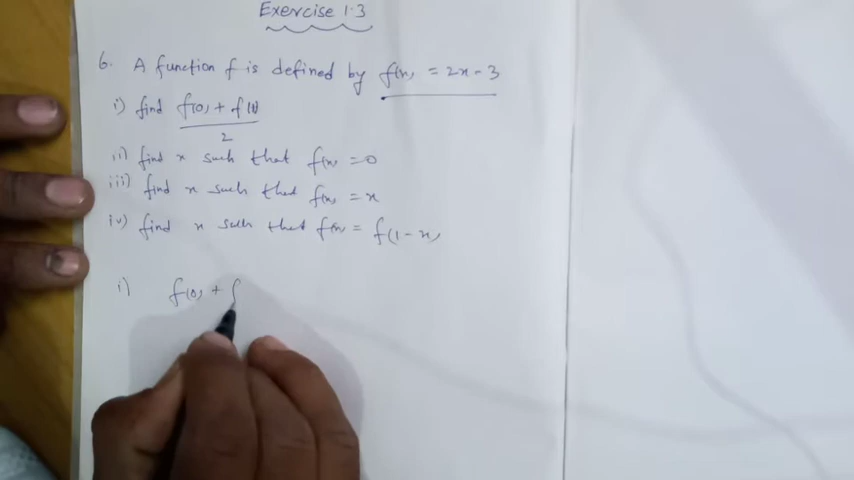 Exercise 1.3
6. A function f is defined by f(x) = 2x - 3
i) find f(0) + f(1)
2
ii) find x such that f(x) = 0
iii) find x such that f(x) = x
iv) find x such that f(x) = f(1 - x)
i) f(0) + f